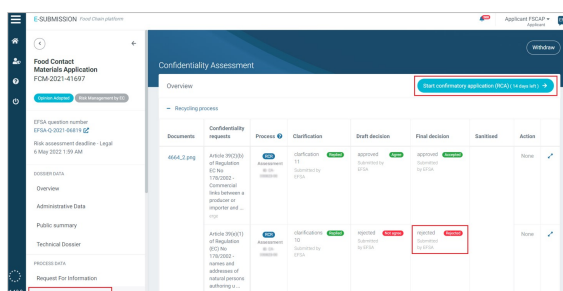 E-SUBMISSION Food Chain platform
Applicant FSCAP
Applicant
Withdraw
Food Contact
Materials Application
FCM-2021-41697
Opinion Adopted
Risk Management by EC
EFSA question number
EFSA-Q-2021-06819
Risk assessment deadline - Legal
6 May 2022 1:59 AM
DOSSIER DATA
Overview
Administrative Data
Public summary
Technical Dossier
PROCESS DATA
Request For Information
Confidentiality Assessment
Overview
Start confirmatory application (RCA) ( 14 days left )
Recycling process
Documents
Confidentiality
requests
Process
Clarification
Draft decision
Final decision
Sanitised
Action
4664_2.png
Article 39(2)(b)
of Regulation
EC No
178/2002 -
Commercial
links between a
producer or
importer and ...
RCR
Assessment
clarification
11
Replied
Submitted by
EFSA
approved
Agree
Submitted by
EFSA
approved
Accepted
Submitted
by EFSA
None
Article 39(e)(1)
of Regulation
(EC) No
178/2002 -
names and
addresses of
natural persons
authoring u ...
RCR
Assessment
clarifications
10
Replied
Submitted by
EFSA
rejected
Not agree
Submitted
by EFSA
rejected
Rejected
Submitted
by EFSA
None